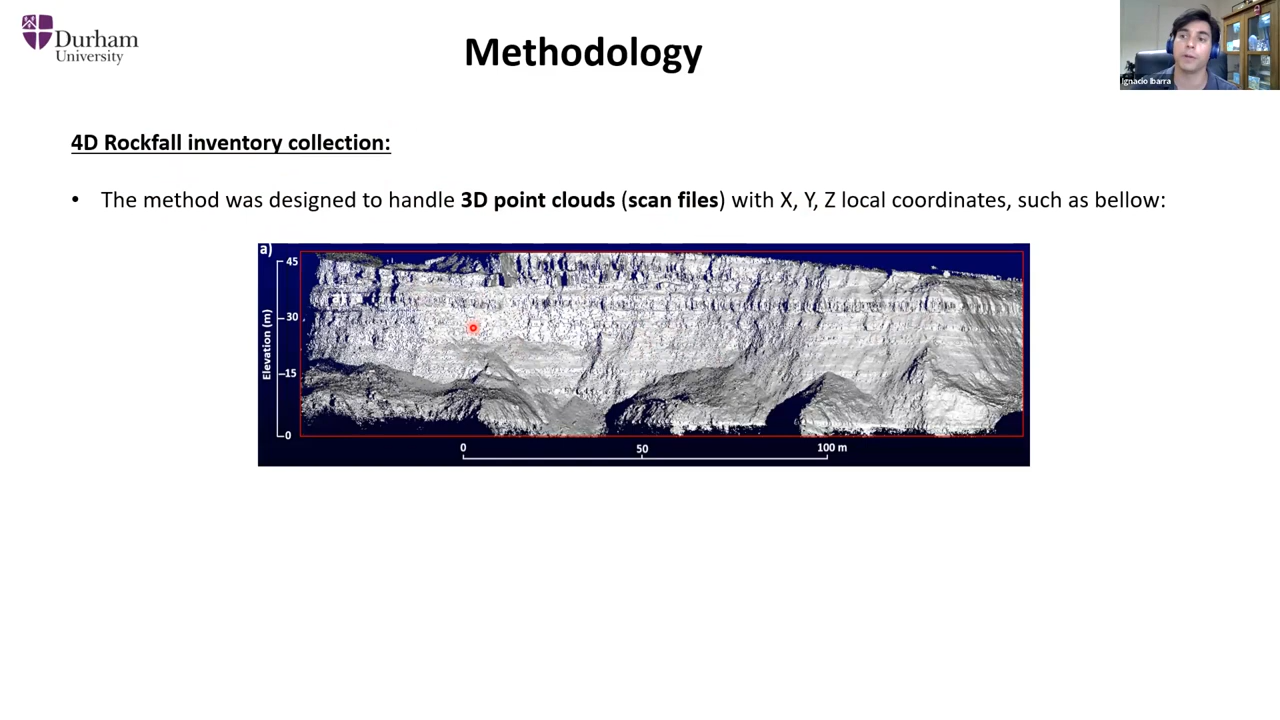 Durham
University
Methodology
Ignacio Ibarra
4D Rockfall inventory collection:
• The method was designed to handle 3D point clouds (scan files) with X, Y, Z local coordinates, such as bellow:
a)
45
30
15
0
Elevation (m)
0 50 100 m